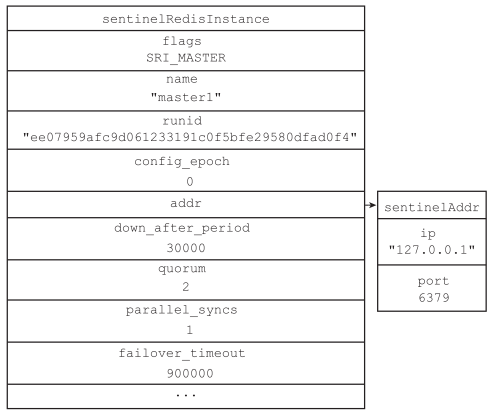 sentinelRedisInstance
flags
SRI_MASTER
name
"master1"
runid
"ee07959afc9d061233191c0f5bfe29580dfad0f4"
config_epoch
0
addr
down_after_period
30000
quorum
2
parallel_syncs
1
failover_timeout
900000
...
sentinelAddr
ip
"127.0.0.1"
port
6379